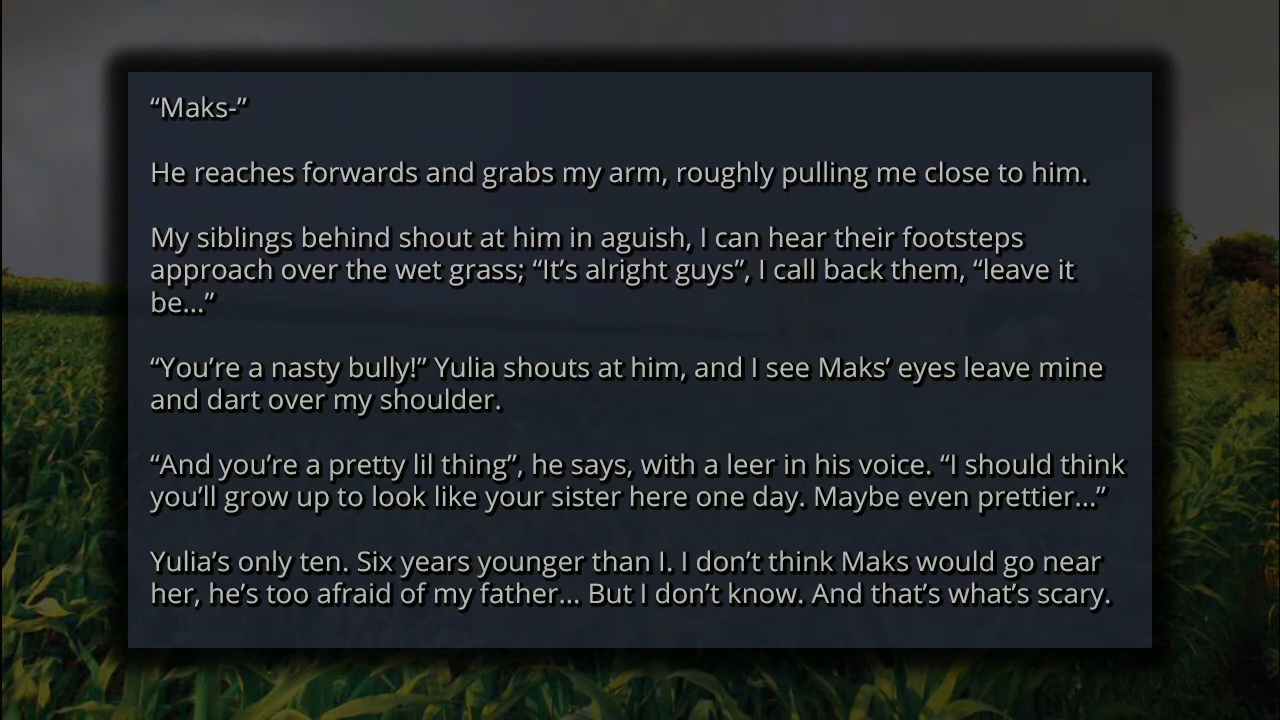 “Maks-”
He reaches forwards and grabs my arm, roughly pulling me close to him.
My siblings behind shout at him in aguish, I can hear their footsteps
approach over the wet grass; “It’s alright guys”, I call back them, “leave it
be...”
“You’re a nasty bully!” Yulia shouts at him, and I see Maks’ eyes leave mine
and dart over my shoulder.
“And you’re a pretty lil thing”, he says, with a leer in his voice. “I should think
you’ll grow up to look like your sister here one day. Maybe even prettier...”
Yulia’s only ten. Six years younger than I. I don’t think Maks would go near
her, he’s too afraid of my father... But I don’t know. And that’s what’s scary.